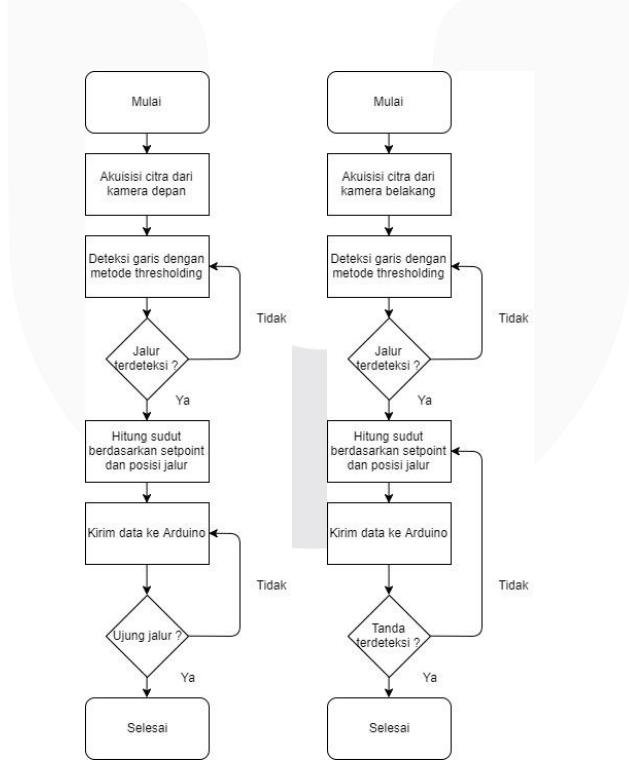 Mulai
Akuisisi citra dari
kamera depan
Deteksi garis dengan
metode thresholding
Tidak
Jalur
terdeteksi ?
Ya
Hitung sudut
berdasarkan setpoint
dan posisi jalur
Kirim data ke Arduino
Tidak
Ujung jalur ?
Ya
Selesai
Mulai
Akuisisi citra dari
kamera belakang
Deteksi garis dengan
metode thresholding
Tidak
Jalur
terdeteksi ?
Ya
Hitung sudut
berdasarkan setpoint
dan posisi jalur
Kirim data ke Arduino
Tidak
Tanda
terdeteksi ?
Ya
Selesai